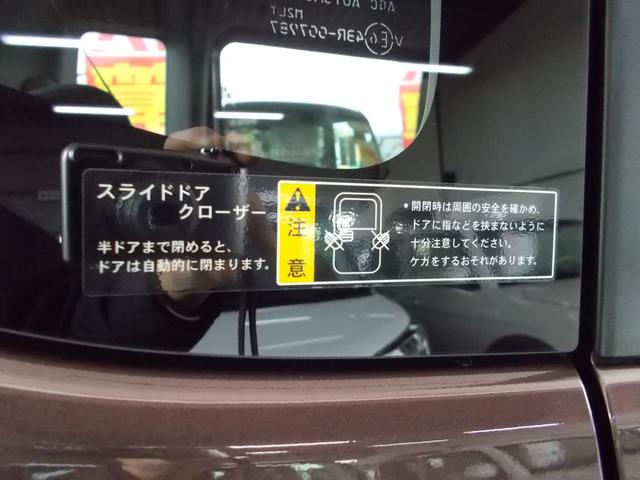 AGC AUTO
M2LT
43R-007987
スライドドア
クローザー
半ドアまで閉めると、
ドアは自動的に閉まります。
注意
•開閉時は周囲の安全を確かめ、
ドアに指などを挟まないように
十分注意してください。
ケガをするおそれがあります。